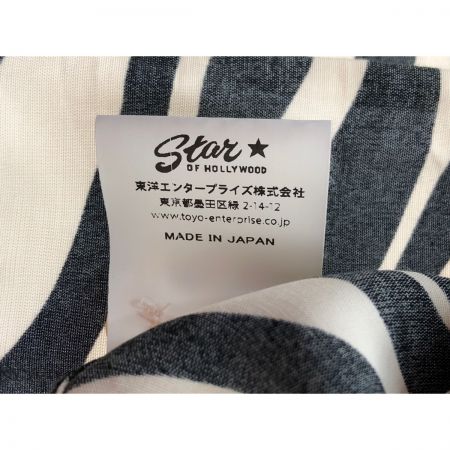 Star ★
OF HOLLYWOOD
東洋エンタープライズ株式会社
東京都墨田区緑 2-14-12
www.toyo-enterprise.co.jp
MADE IN JAPAN